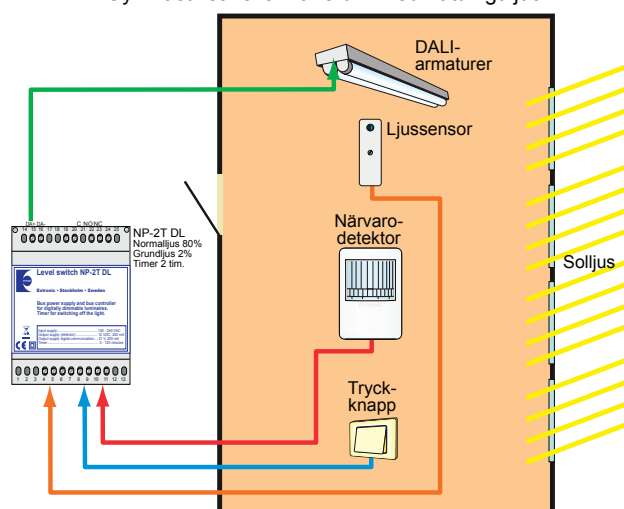 DALI-
armaturer
Ljussensor
DA+ DA-
C NO NC
14 15 16 17 18 19 20 21 22 23 24 25
NP-2T DL
Normalljus 80%
Grundljus 2%
Timer 2 tim.
Närvaro-
detektor
Solljus
Level switch NP-2T DL
Extronic • Stockholm • Sweden
Bus power supply and bus controller
for digitally dimmable luminaires.
Timer for switching off the light.
1 2 3 4 5 6 7 8 9 10 11 12 13
Tryck-
knapp